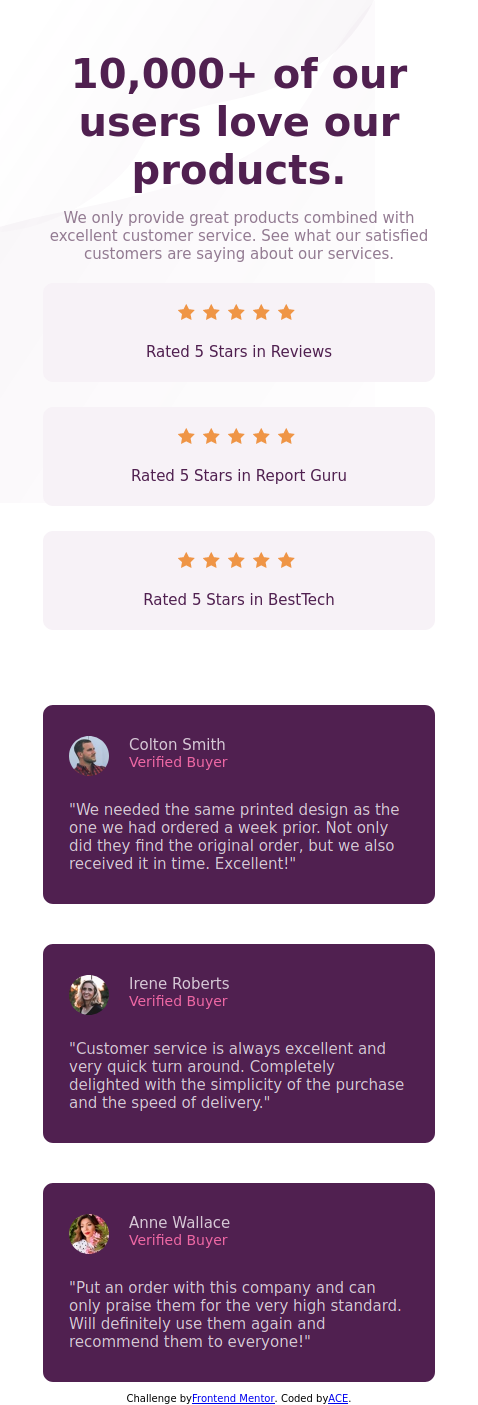 10,000+ of our
users love our
products.
We only provide great products combined with
excellent customer service. See what our satisfied
customers are saying about our services.
Rated 5 Stars in Reviews
Rated 5 Stars in Report Guru
Rated 5 Stars in BestTech
Colton Smith
Verified Buyer
"We needed the same printed design as the
one we had ordered a week prior. Not only
did they find the original order, but we also
received it in time. Excellent!"
Irene Roberts
Verified Buyer
"Customer service is always excellent and
very quick turn around. Completely
delighted with the simplicity of the purchase
and the speed of delivery."
Anne Wallace
Verified Buyer
"Put an order with this company and can
only praise them for the very high standard.
Will definitely use them again and
recommend them to everyone!"
Challenge byFrontend Mentor. Coded byACE.